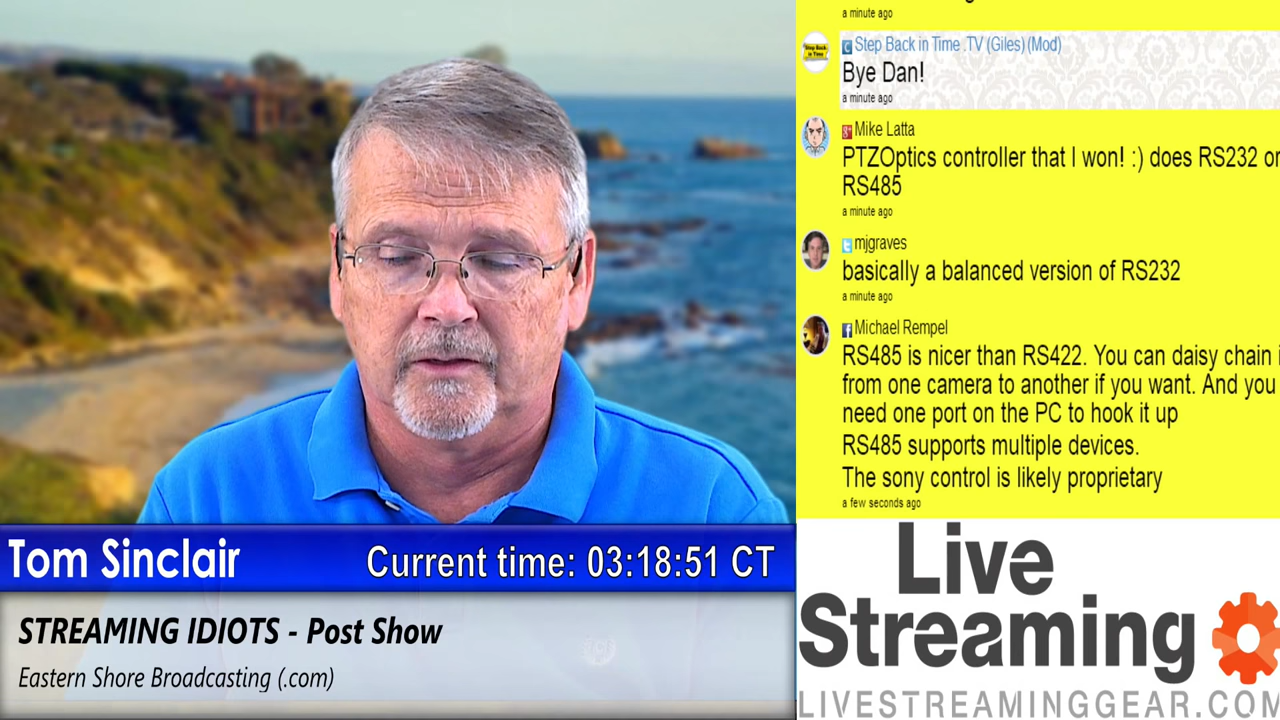 Tom Sinclair
Current time: 03:18:51 CT
STREAMING IDIOTS - Post Show
Eastern Shore Broadcasting (.com)
a minute ago
Step Back in Time .TV (Giles) (Mod)
Bye Dan!
a minute ago
Mike Latta
PTZOptics controller that I won! :) does RS232 or
RS485
a minute ago
mjgraves
basically a balanced version of RS232
a minute ago
Michael Rempel
RS485 is nicer than RS422. You can daisy chain
from one camera to another if you want. And you
need one port on the PC to hook it up
RS485 supports multiple devices.
The sony control is likely proprietary
a few seconds ago
Live
Streaming
LIVESTREAMINGGEAR.COM